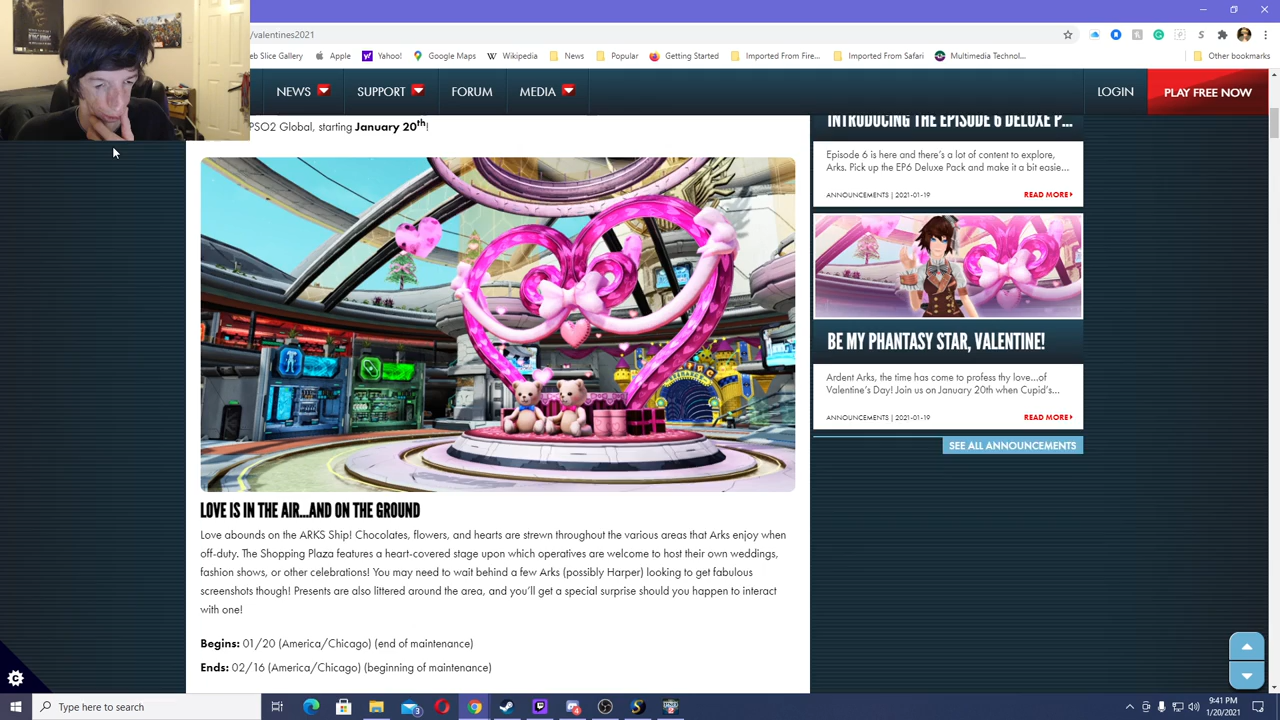 /valentines2021
eb Slice Gallery Apple Yahoo! Google Maps Wikipedia News Popular Getting Started Imported From Fire... Imported From Safari Multimedia Technol... Other bookmarks
NEWS SUPPORT FORUM MEDIA LOGIN PLAY FREE NOW
PSO2 Global, starting January 20th!
INTRODUCING THE EPISODE 6 DELUXE P...
Episode 6 is here and there's a lot of content to explore,
Arks. Pick up the EP6 Deluxe Pack and make it a bit easie...
ANNOUNCEMENTS | 2021-01-19 READ MORE
BE MY PHANTASY STAR, VALENTINE!
Ardent Arks, the time has come to profess thy love...of
Valentine's Day! Join us on January 20th when Cupid's...
ANNOUNCEMENTS | 2021-01-19 READ MORE
SEE ALL ANNOUNCEMENTS
LOVE IS IN THE AIR...AND ON THE GROUND
Love abounds on the ARKS Ship! Chocolates, flowers, and hearts are strewn throughout the various areas that Arks enjoy when
off-duty. The Shopping Plaza features a heart-covered stage upon which operatives are welcome to host their own weddings,
fashion shows, or other celebrations! You may need to wait behind a few Arks (possibly Harper) looking to get fabulous
screenshots though! Presents are also littered around the area, and you'll get a special surprise should you happen to interact
with one!
Begins: 01/20 (America/Chicago) (end of maintenance)
Ends: 02/16 (America/Chicago) (beginning of maintenance)
Type here to search
9:41 PM
1/20/2021